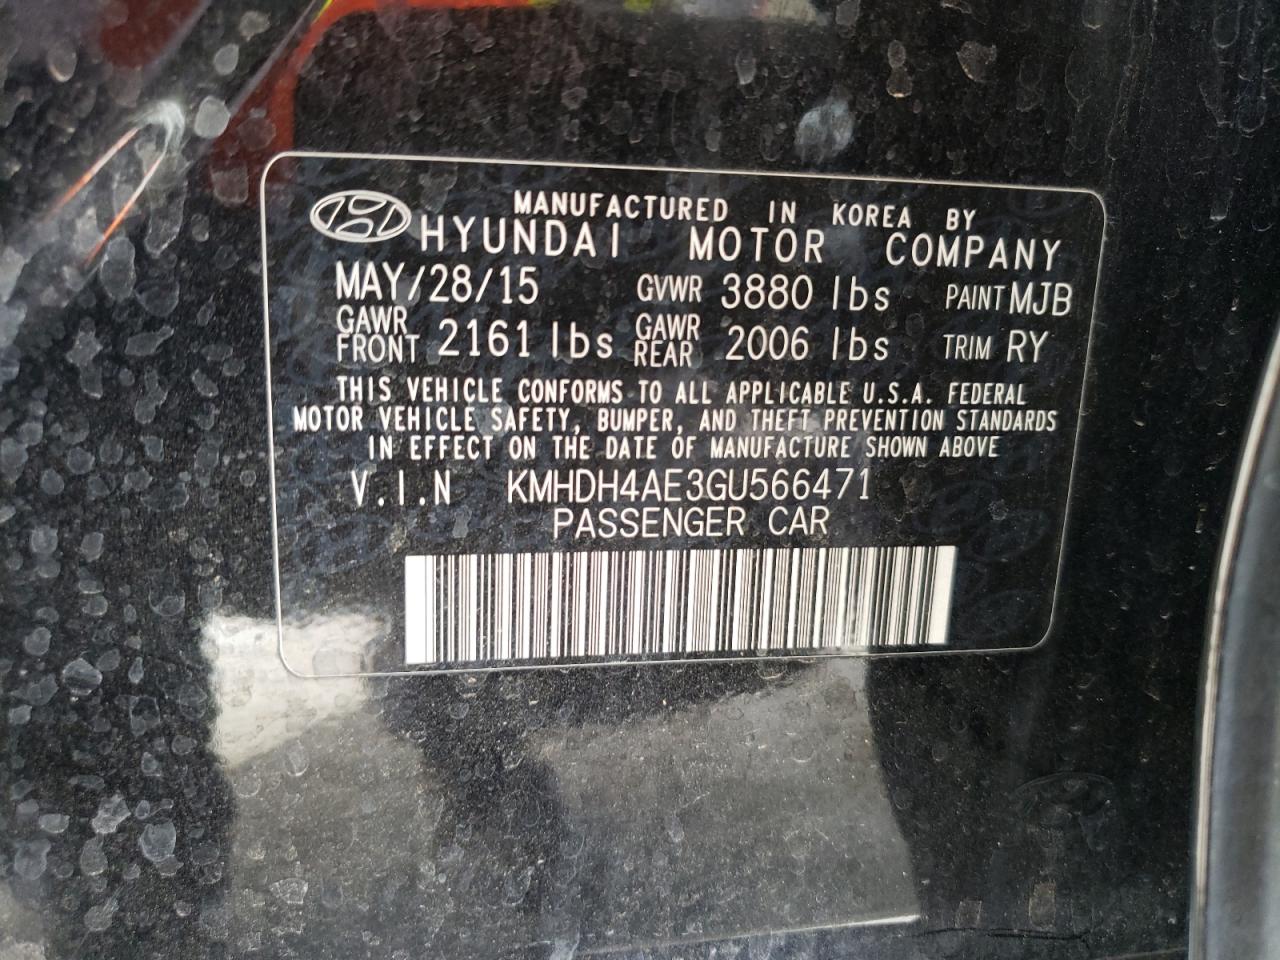 MANUFACTURED IN KOREA BY
HYUNDAI MOTOR COMPANY
MAY/28/15 GVWR 3880 lbs PAINT MJB
GAWR FRONT 2161 lbs GAWR REAR 2006 lbs TRIM RY
THIS VEHICLE CONFORMS TO ALL APPLICABLE U.S.A. FEDERAL
MOTOR VEHICLE SAFETY, BUMPER, AND THEFT PREVENTION STANDARDS
IN EFFECT ON THE DATE OF MANUFACTURE SHOWN ABOVE
V.I.N KMHDH4AE3GU566471
PASSENGER CAR